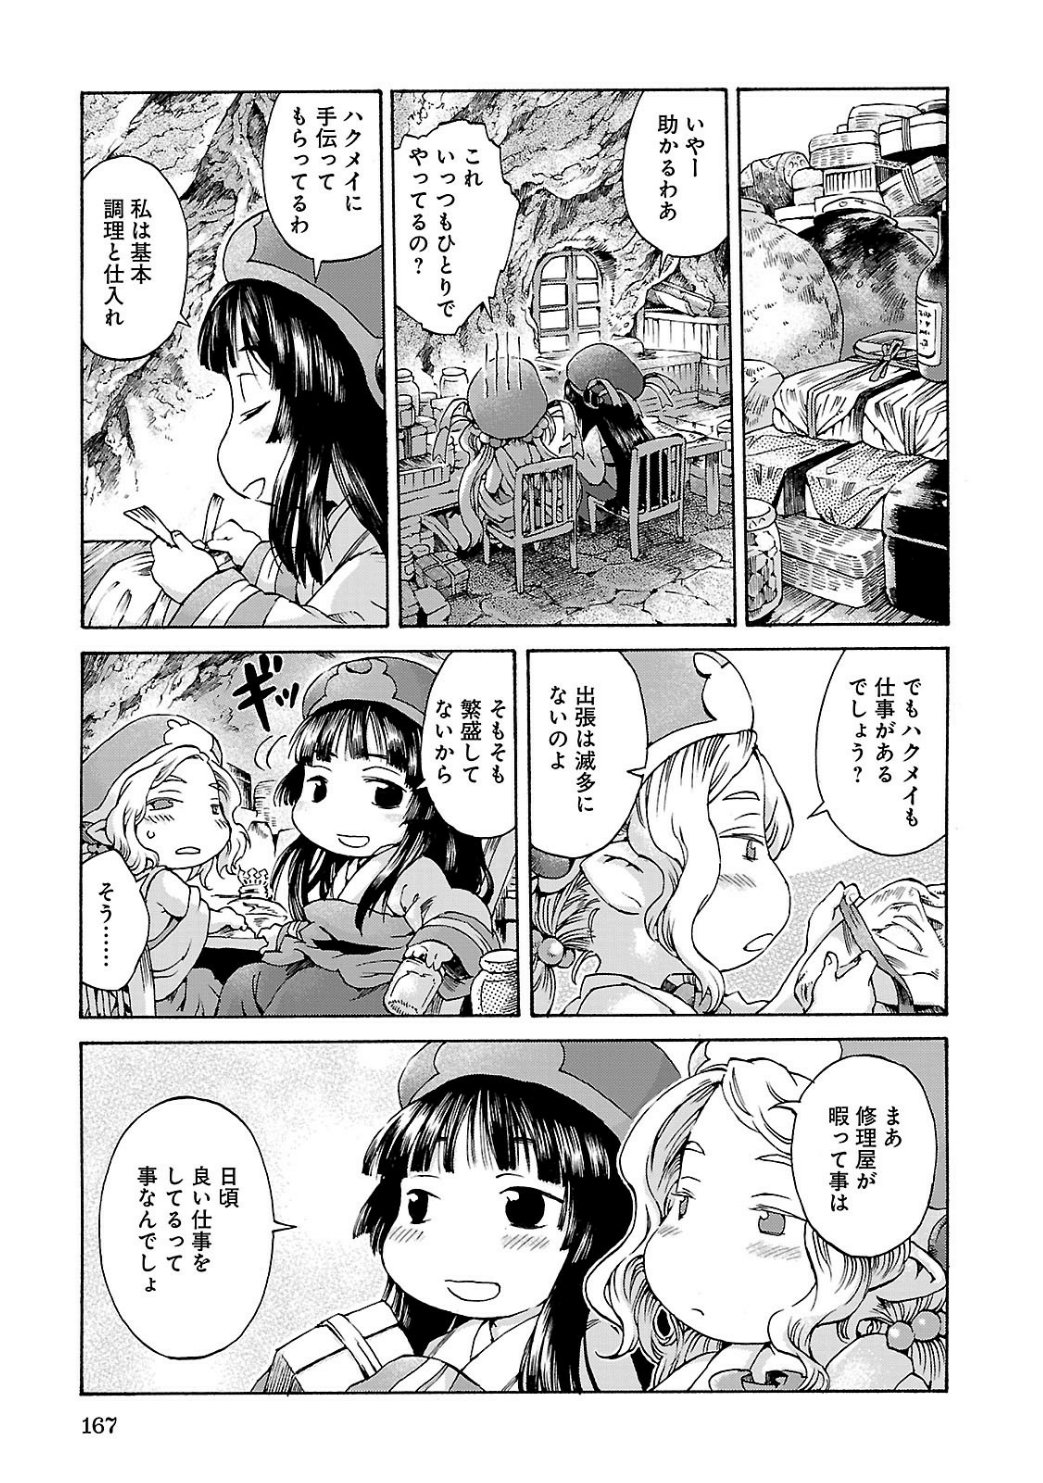 いやー
助かるわあ
これ
いっつもひとりで
やってるの？
ハクメイに
手伝って
もらってるわ
私は基本
調理と仕入れ
でもハクメイも
仕事がある
でしょう？
出張は滅多に
ないのよ
そもそも
繁盛して
ないから
ギッ
そう……
まあ
修理屋が
暇って事は
日頃
良い仕事を
してるって
事なんでしょ
167